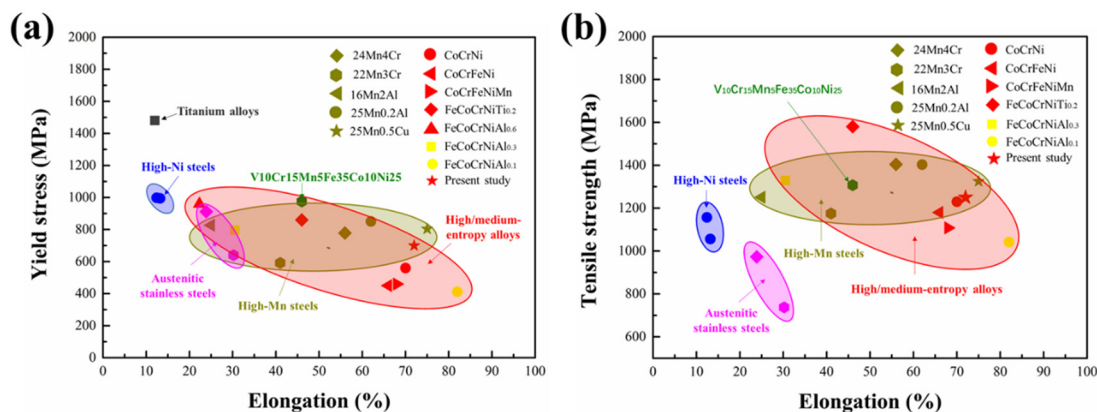 (a)
2000
1800
1600
1400
1200
1000
800
600
400
200
0
Yield stress (MPa)
24Mn4Cr
22Mn3Cr
16Mn2Al
25Mn0.2Al
25Mn0.5Cu
CoCrNi
CoCrFeNi
CoCrFeNiMn
FeCoCrNiTi0.2
FeCoCrNiAl0.6
FeCoCrNiAl0.3
FeCoCrNiAl0.1
Present study
Titanium alloys
High-Ni steels
V10Cr15Mn5Fe35Co10Ni25
High/medium-
entropy alloys
Austenitic
stainless steels
High-Mn steels
0 10 20 30 40 50 60 70 80 90 100
Elongation (%)
(b)
2000
1800
1600
1400
1200
1000
800
600
Tensile strength (MPa)
24Mn4Cr
22Mn3Cr
16Mn2Al
25Mn0.2Al
25Mn0.5Cu
CoCrNi
CoCrFeNi
CoCrFeNiMn
FeCoCrNiTi0.2
FeCoCrNiAl0.3
FeCoCrNiAl0.1
Present study
V10Cr15Mn5Fe35Co10Ni25
High-Ni steels
High-Mn steels
High/medium-entropy alloys
Austenitic
stainless steels
0 10 20 30 40 50 60 70 80 90 100
Elongation (%)